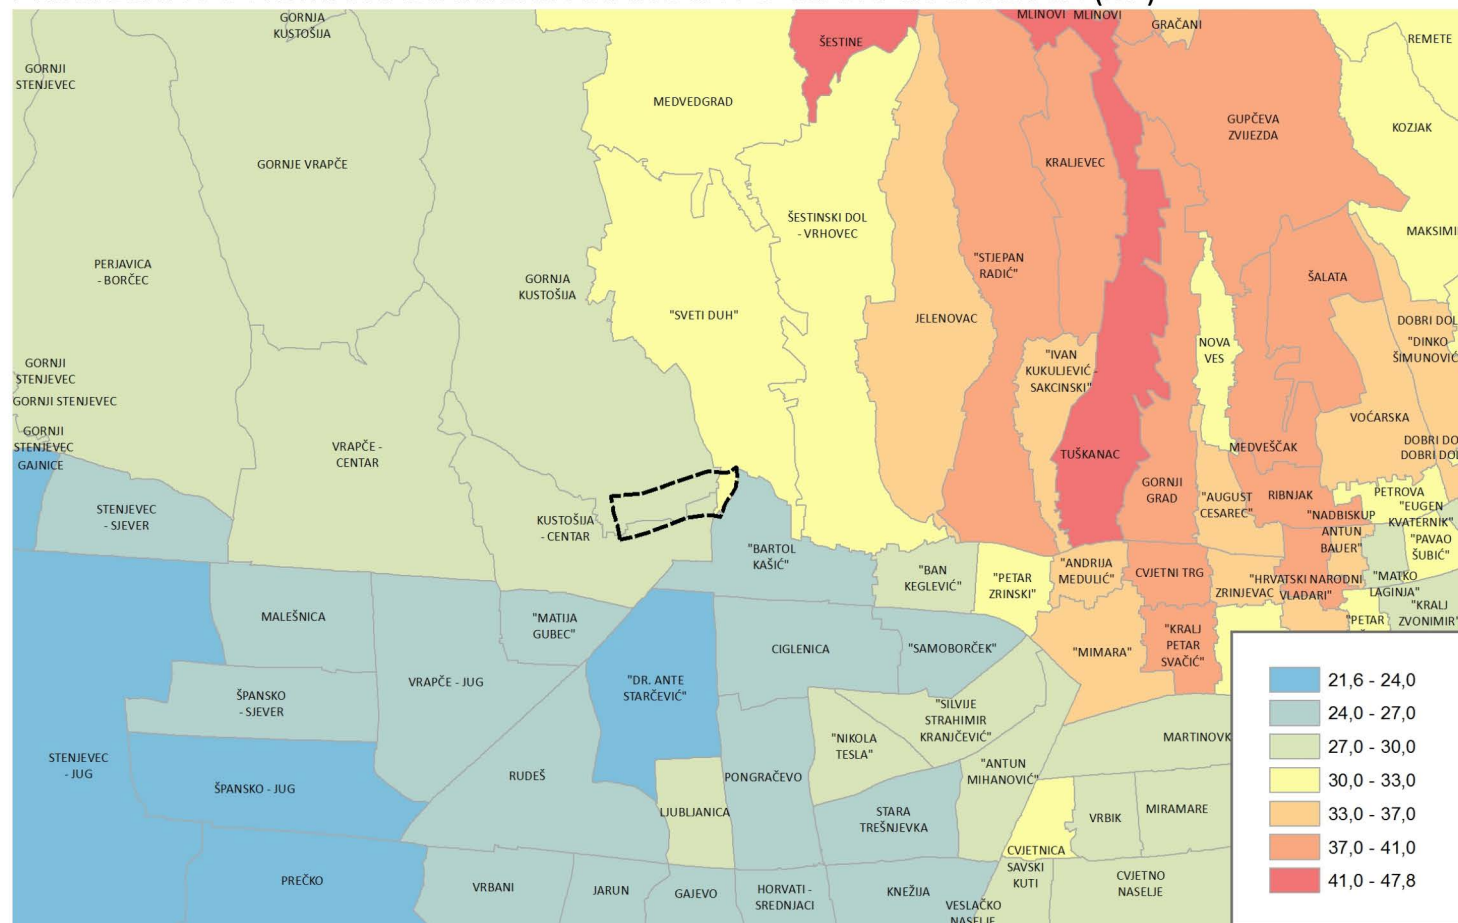 MLINOVI
MLINOVI
GORNJA
KUSTOŠIJA
GRAČANI
ŠESTINE
REMETE
GORNJI
STENJEVEC
MEDVEDGRAD
GUPČEVA
ZVIJEZDA
KOZJAK
GORNJE VRAPČE
KRALJEVEC
ŠESTINSKI DOL
- VRHOVEC
MAKSIMI
PERJAVICA
- BORČEC
GORNJA
KUSTOŠIJA
"STJEPAN
RADIĆ"
ŠALATA
"SVETI DUH"
JELENOVAC
DOBRI DOL
"DINKO
ŠIMUNOVIĆ
NOVA
VES
"IVAN
KUKULJEVIĆ -
SAKCINSKI"
GORNJI
STENJEVEC
GORNJI STENJEVEC
GORNJI
STENJEVEC
GAJNICE
VOĆARSKA
VRAPČE -
CENTAR
TUŠKANAC
MEDVEŠČAK
DOBRI DO
DOBRI DOL
GORNJI
GRAD
"AUGUST
CESAREC"
RIBNJAK
PETROVA
"EUGEN
KVATERNIK"
STENJEVEC
- SJEVER
KUSTOŠIJA
- CENTAR
"NADBISKUP
ANTUN
BAUER"
"PAVAO
ŠUBIĆ"
"BARTOL
KAŠIĆ"
"BAN
KEGLEVIĆ"
"PETAR
ZRINSKI"
"ANDRIJA
MEDULIĆ"
CVJETNI TRG
ZRINJEVAC
"HRVATSKI NARODNI
VLADARI"
"MATKO
LAGINJA"
"KRALJ
ZVONIMIR"
MALEŠNICA
"MATIJA
GUBEC"
"PETAR
CIGLENICA
"SAMOBORČEK"
"MIMARA"
"KRALJ
PETAR
SVAČIĆ"
VRAPČE - JUG
"DR. ANTE
STARČEVIĆ"
ŠPANSKO
- SJEVER
"SILVIJE
STRAHIMIR
KRANJČEVIĆ"
"NIKOLA
TESLA"
MARTINOVK
STENJEVEC
- JUG
RUDEŠ
PONGRAČEVO
"ANTUN
MIHANOVIĆ"
ŠPANSKO - JUG
LJUBLJANICA
STARA
TREŠNJEVKA
VRBIK
MIRAMARE
CVJETNICA
PREČKO
VRBANI
JARUN
GAJEVO
HORVATI -
SREDNJACI
KNEŽIJA
SAVSKI
KUTI
CVJETNO
NASELJE
VESLAČKO
NASELJE
21,6 - 24,0
24,0 - 27,0
27,0 - 30,0
30,0 - 33,0
33,0 - 37,0
37,0 - 41,0
41,0 - 47,8